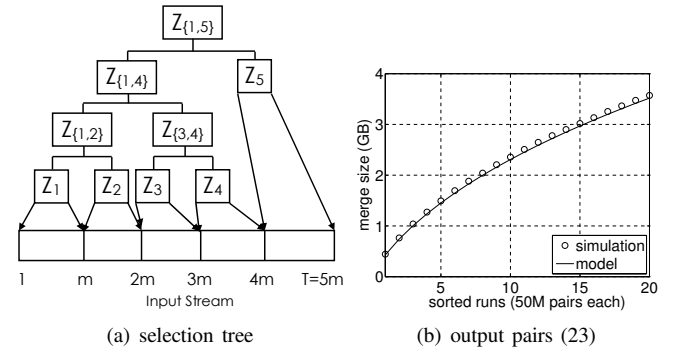 Z{1,5}
Z{1,4}
Z5
Z{1,2}
Z{3,4}
Z1
Z2
Z3
Z4
1
m
2m
3m
4m
T=5m
Input Stream
(a) selection tree
4
3
2
1
0
merge size (GB)
simulation
model
5
10
15
20
sorted runs (50M pairs each)
(b) output pairs (23)